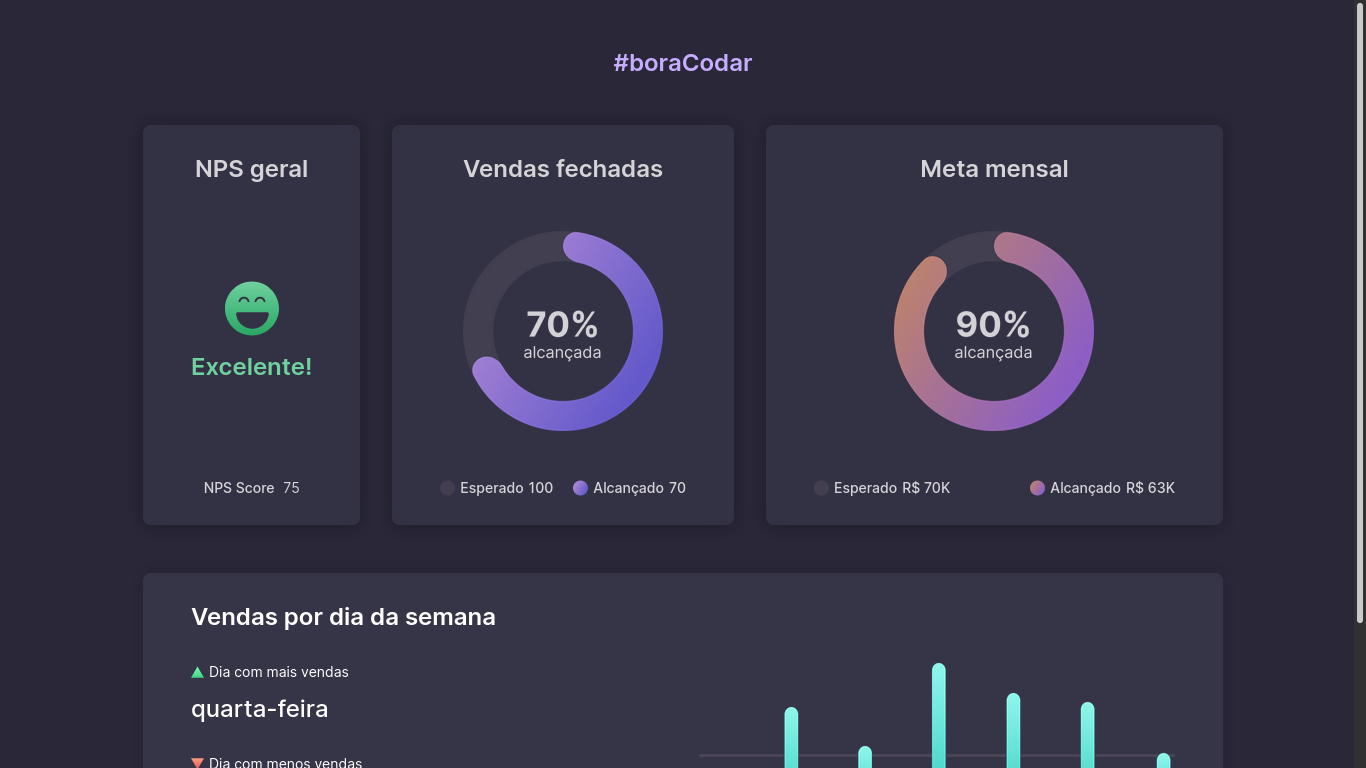 #boraCodar
NPS geral
Excelente!
NPS Score 75
Vendas fechadas
70%
alcançada
Esperado 100 Alcançado 70
Meta mensal
90%
alcançada
Esperado R$ 70K Alcançado R$ 63K
Vendas por dia da semana
Dia com mais vendas
quarta-feira
Dia com menos vendas